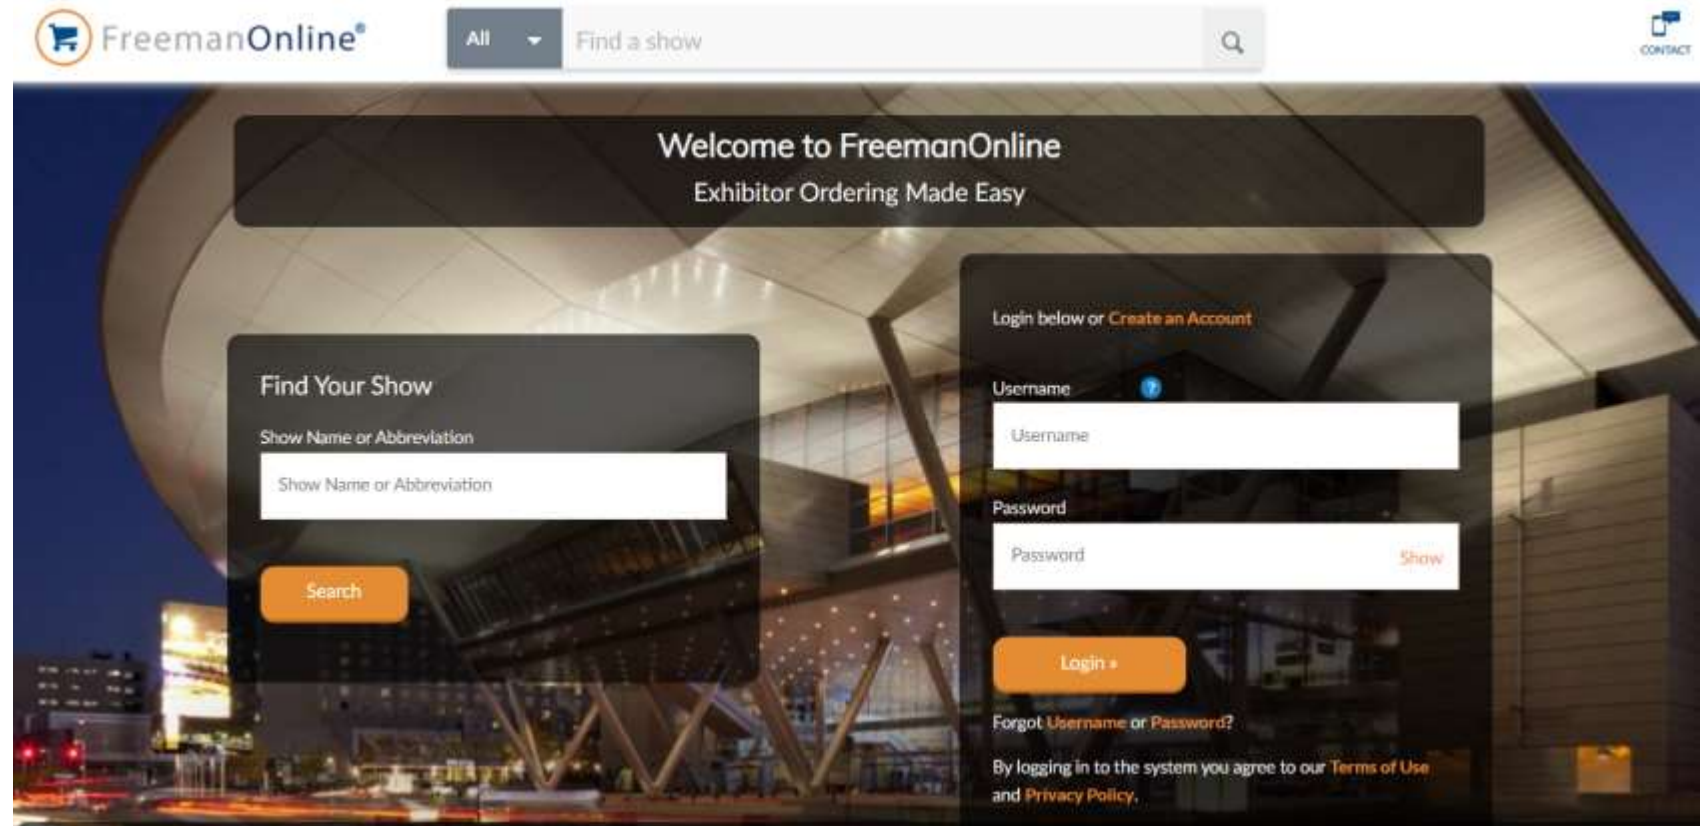 FreemanOnline®
All
Find a show
CONTACT
Welcome to FreemanOnline
Exhibitor Ordering Made Easy
Find Your Show
Show Name or Abbreviation
Show Name or Abbreviation
Search
Login below or Create an Account
Username ?
Username
Password
Password Show
Login »
Forgot Username or Password?
By logging in to the system you agree to our Terms of Use
and Privacy Policy.